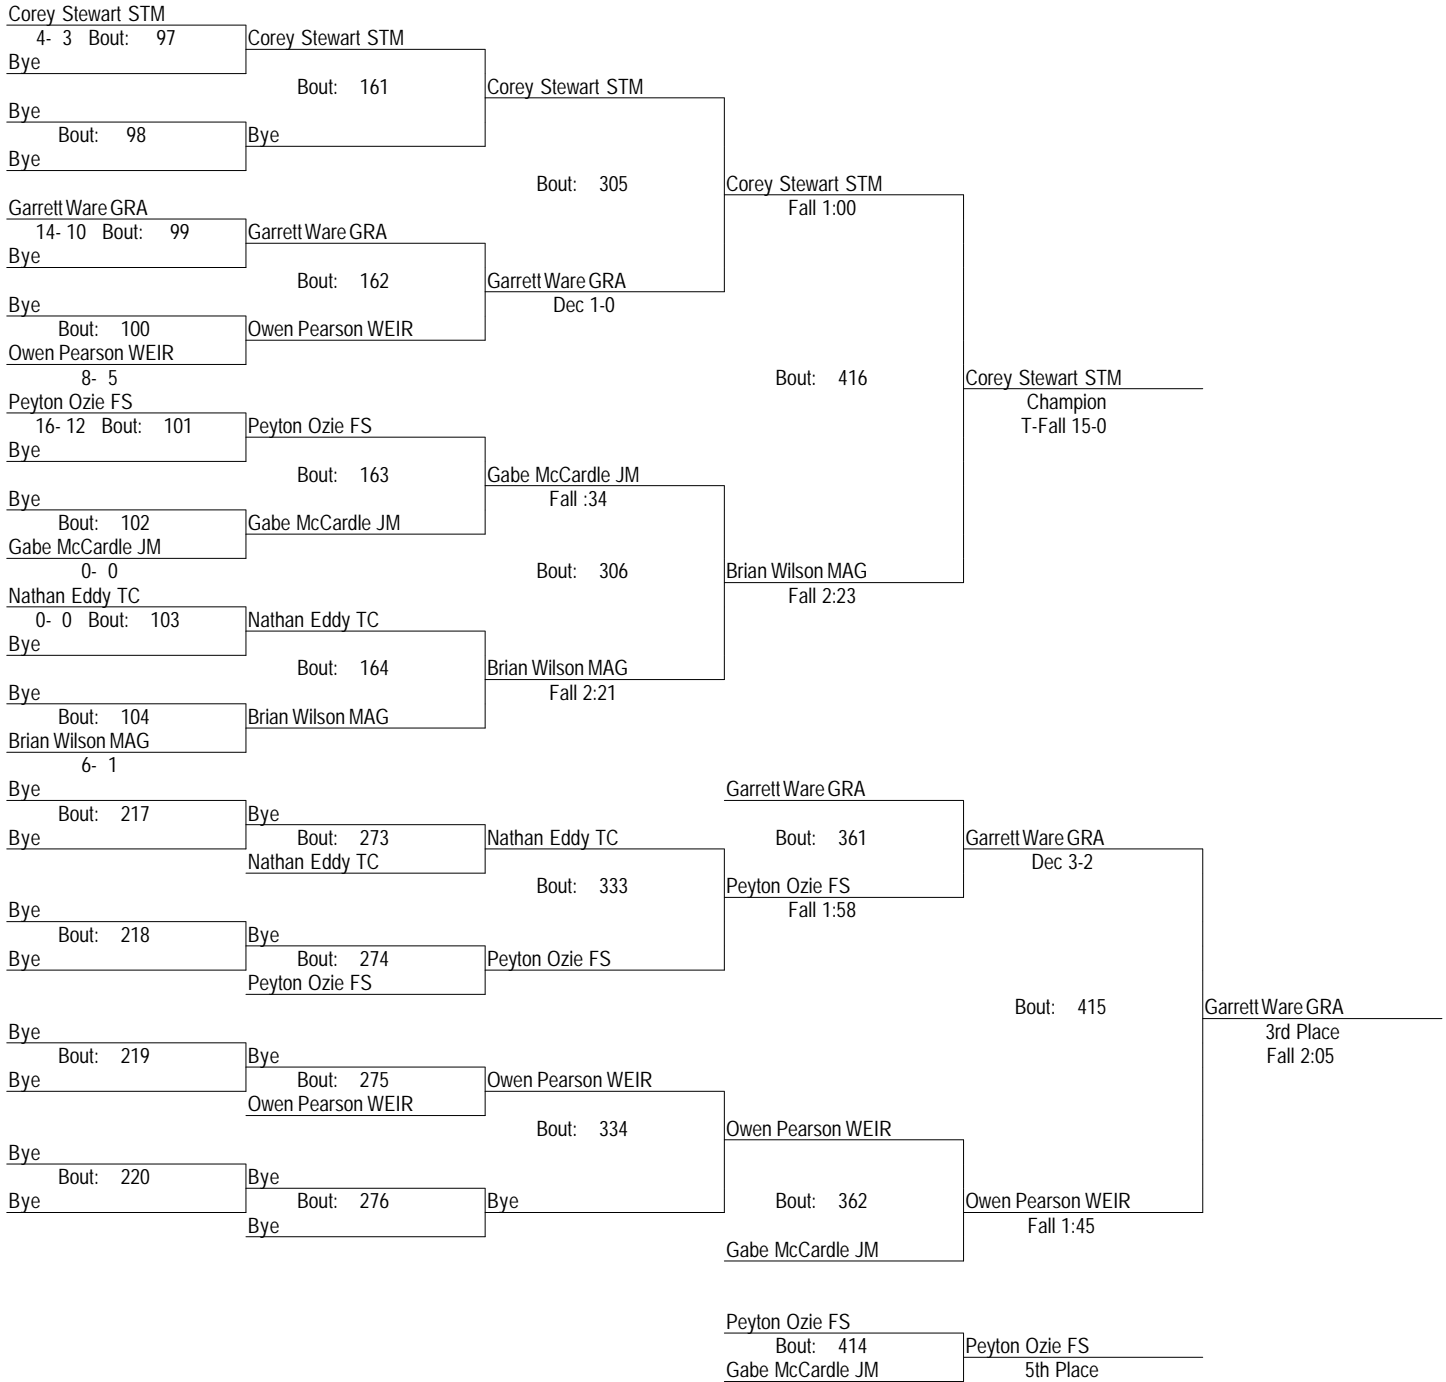 Corey Stewart STM
4- 3 Bout: 97
Corey Stewart STM
Bye
Bout: 161
Corey Stewart STM
Bye
Bout: 98
Bye
Bye
Bout: 305
Corey Stewart STM
Fall 1:00
Garrett Ware GRA
14- 10 Bout: 99
Garrett Ware GRA
Bye
Bout: 162
Garrett Ware GRA
Dec 1-0
Bye
Bout: 100
Owen Pearson WEIR
Owen Pearson WEIR
8- 5
Bout: 416
Corey Stewart STM
Champion
T-Fall 15-0
Peyton Ozie FS
16- 12 Bout: 101
Peyton Ozie FS
Bye
Bout: 163
Gabe McCardle JM
Fall :34
Bye
Bout: 102
Gabe McCardle JM
Gabe McCardle JM
0- 0
Bout: 306
Brian Wilson MAG
Fall 2:23
Nathan Eddy TC
0- 0 Bout: 103
Nathan Eddy TC
Bye
Bout: 164
Brian Wilson MAG
Fall 2:21
Bye
Bout: 104
Brian Wilson MAG
Brian Wilson MAG
6- 1
Bye
Bout: 217
Bye
Bye
Bout: 273
Nathan Eddy TC
Nathan Eddy TC
Garrett Ware GRA
Bout: 361
Garrett Ware GRA
Dec 3-2
Bout: 333
Peyton Ozie FS
Fall 1:58
Bye
Bout: 218
Bye
Bye
Bout: 274
Peyton Ozie FS
Peyton Ozie FS
Bout: 415
Garrett Ware GRA
3rd Place
Fall 2:05
Bye
Bout: 219
Bye
Bye
Bout: 275
Owen Pearson WEIR
Owen Pearson WEIR
Bout: 334
Owen Pearson WEIR
Bye
Bout: 220
Bye
Bye
Bout: 276
Bye
Bye
Bout: 362
Owen Pearson WEIR
Fall 1:45
Gabe McCardle JM
Peyton Ozie FS
Bout: 414
Peyton Ozie FS
Gabe McCardle JM
5th Place